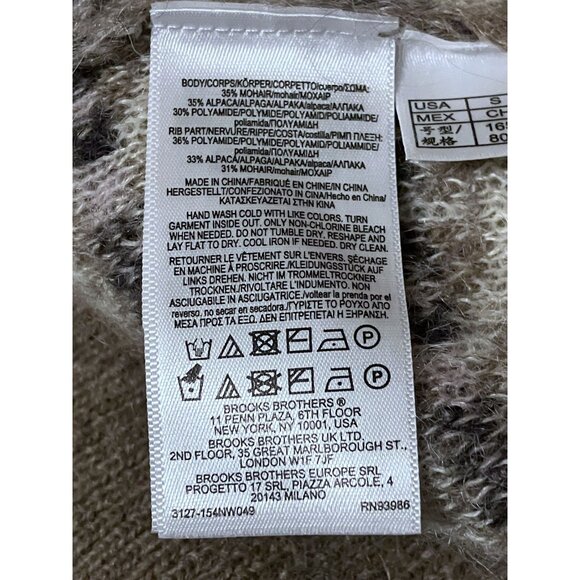 BODY/CORPS/KÖRPER/CORPETTO/cuerpo/ΣΩΜΑ:
35% MOHAIR/mohair/ΜΟΧΑΙΡ
35% ALPACA/ALPAGA/ALPAKA/alpaca/ΑΛΠΑΚΑ
30% POLYAMIDE/POLYAMIDE/POLYAMID/POLIAMMIDE/
poliamida/ΠΟΛΥΑΜΙΔΗ
RIB PART/NERVURE/RIPPE/COSTA/costilla/ΡΙΜΠ ΠΛΕΞΗ:
36% POLYAMIDE/POLYAMIDE/POLYAMID/POLIAMMIDE/
poliamida/ΠΟΛΥΑΜΙΔΗ
33% ALPACA/ALPAGA/ALPAKA/alpaca/ΑΛΠΑΚΑ
31% MOHAIR/mohair/ΜΟΧΑΙΡ
MADE IN CHINA/FABRIQUÉ EN CHINE/IN CHINA
HERGESTELLT/CONFEZIONATO IN CINA/Hecho en CHINA/
ΚΑΤΑΣΚΕΥΑΖΕΤΑΙ ΣΤΗΝ ΚΙΝΑ
HAND WASH COLD WITH LIKE COLORS. TURN
GARMENT INSIDE OUT. ONLY NON-CHLORINE BLEACH
WHEN NEEDED. DO NOT TUMBLE DRY. RESHAPE AND
LAY FLAT TO DRY. COOL IRON IF NEEDED. DRY CLEAN.
RETOURNER LE VÊTEMENT SUR L'ENVERS. SÉCHAGE
EN MACHINE À PROSCRIRE./KLEIDUNGSSTÜCK AUF
LINKS DREHEN. NICHT IM TROMMELTROCKNER
TROCKNEN/RIVOLTARE L'INDUMENTO. NON
ASCIUGABILE IN ASCIUGATRICE./voltear la prenda por el
reverso. no secar en secadora./ΓΥΡΙΣΤΕ ΤΟ ΡΟΥΧΟ ΑΠΟ
ΜΕΣΑ ΠΡΟΣ ΤΑ ΕΞΩ. ΔΕΝ ΕΠΙΤΡΕΠΕΤΑΙ Η ΞΗΡΑΝΣΗ.
BROOKS BROTHERS ®
11 PENN PLAZA, 6TH FLOOR
NEW YORK, NY 10001, USA
BROOKS BROTHERS UK LTD.
2ND FLOOR, 35 GREAT MARLBOROUGH ST.,
LONDON W1F 7JF
BROOKS BROTHERS EUROPE SRL
PROGETTO 17 SRL, PIAZZA ARCOLE, 4
20143 MILANO
3127-154NW049 RN93986
USA S
MEX CH
号型/ 16
规格 80